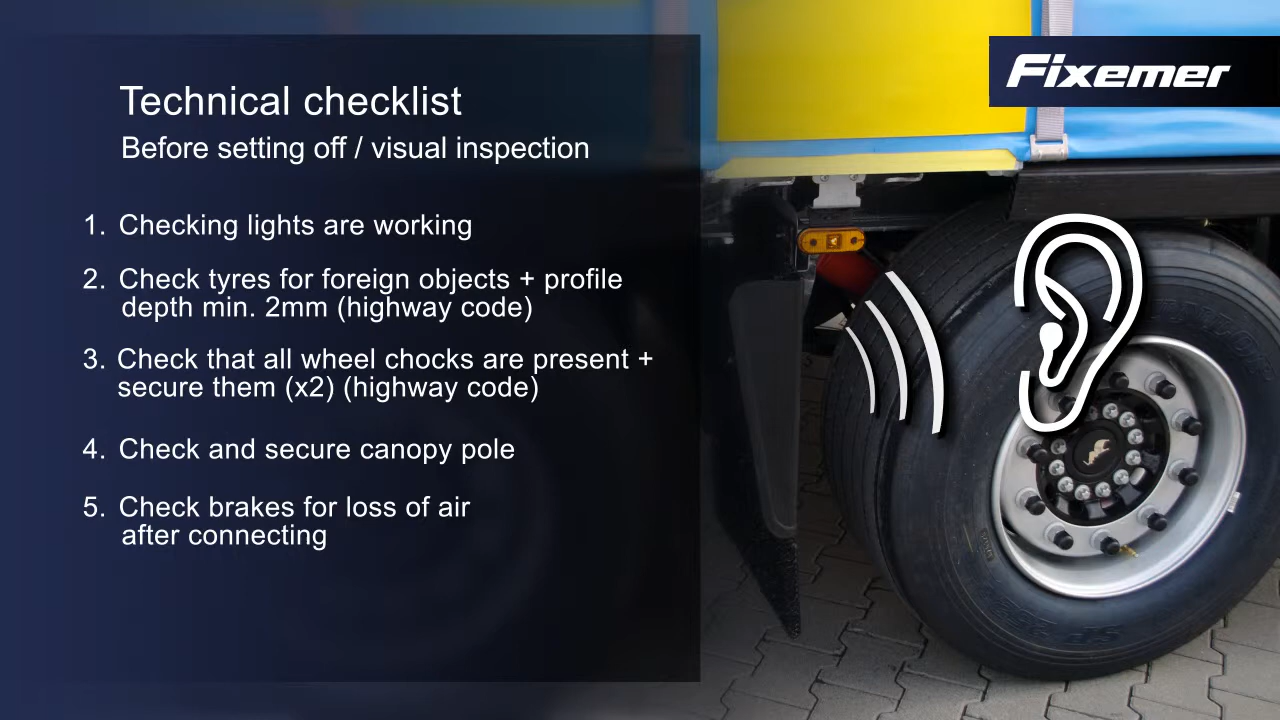 Fixemer
Technical checklist
Before setting off / visual inspection
1. Checking lights are working
2. Check tyres for foreign objects + profile
depth min. 2mm (highway code)
3. Check that all wheel chocks are present +
secure them (x2) (highway code)
4. Check and secure canopy pole
5. Check brakes for loss of air
after connecting